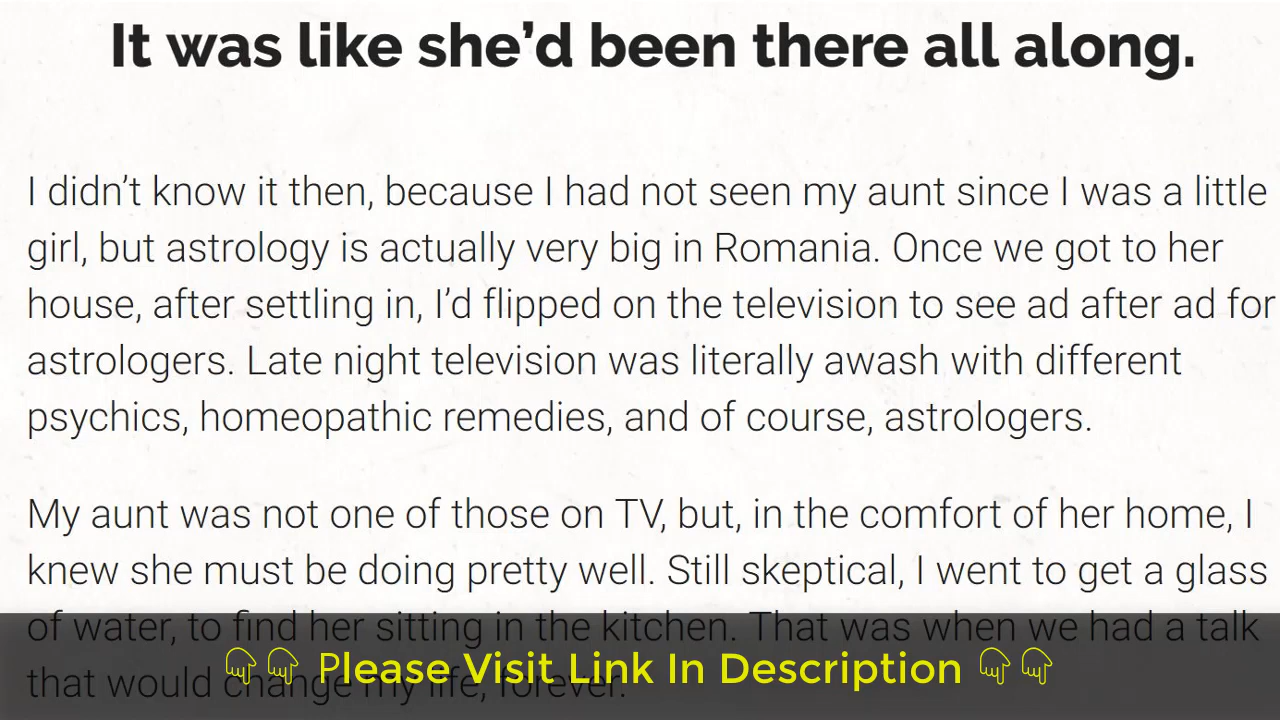 It was like she’d been there all along.
I didn’t know it then, because I had not seen my aunt since I was a little
girl, but astrology is actually very big in Romania. Once we got to her
house, after settling in, I’d flipped on the television to see ad after ad for
astrologers. Late night television was literally awash with different
psychics, homeopathic remedies, and of course, astrologers.
My aunt was not one of those on TV, but, in the comfort of her home, I
knew she must be doing pretty well. Still skeptical, I went to get a glass
of water, to find her sitting in the kitchen. That was when we had a talk
that would change my life, forever.
Please Visit Link In Description